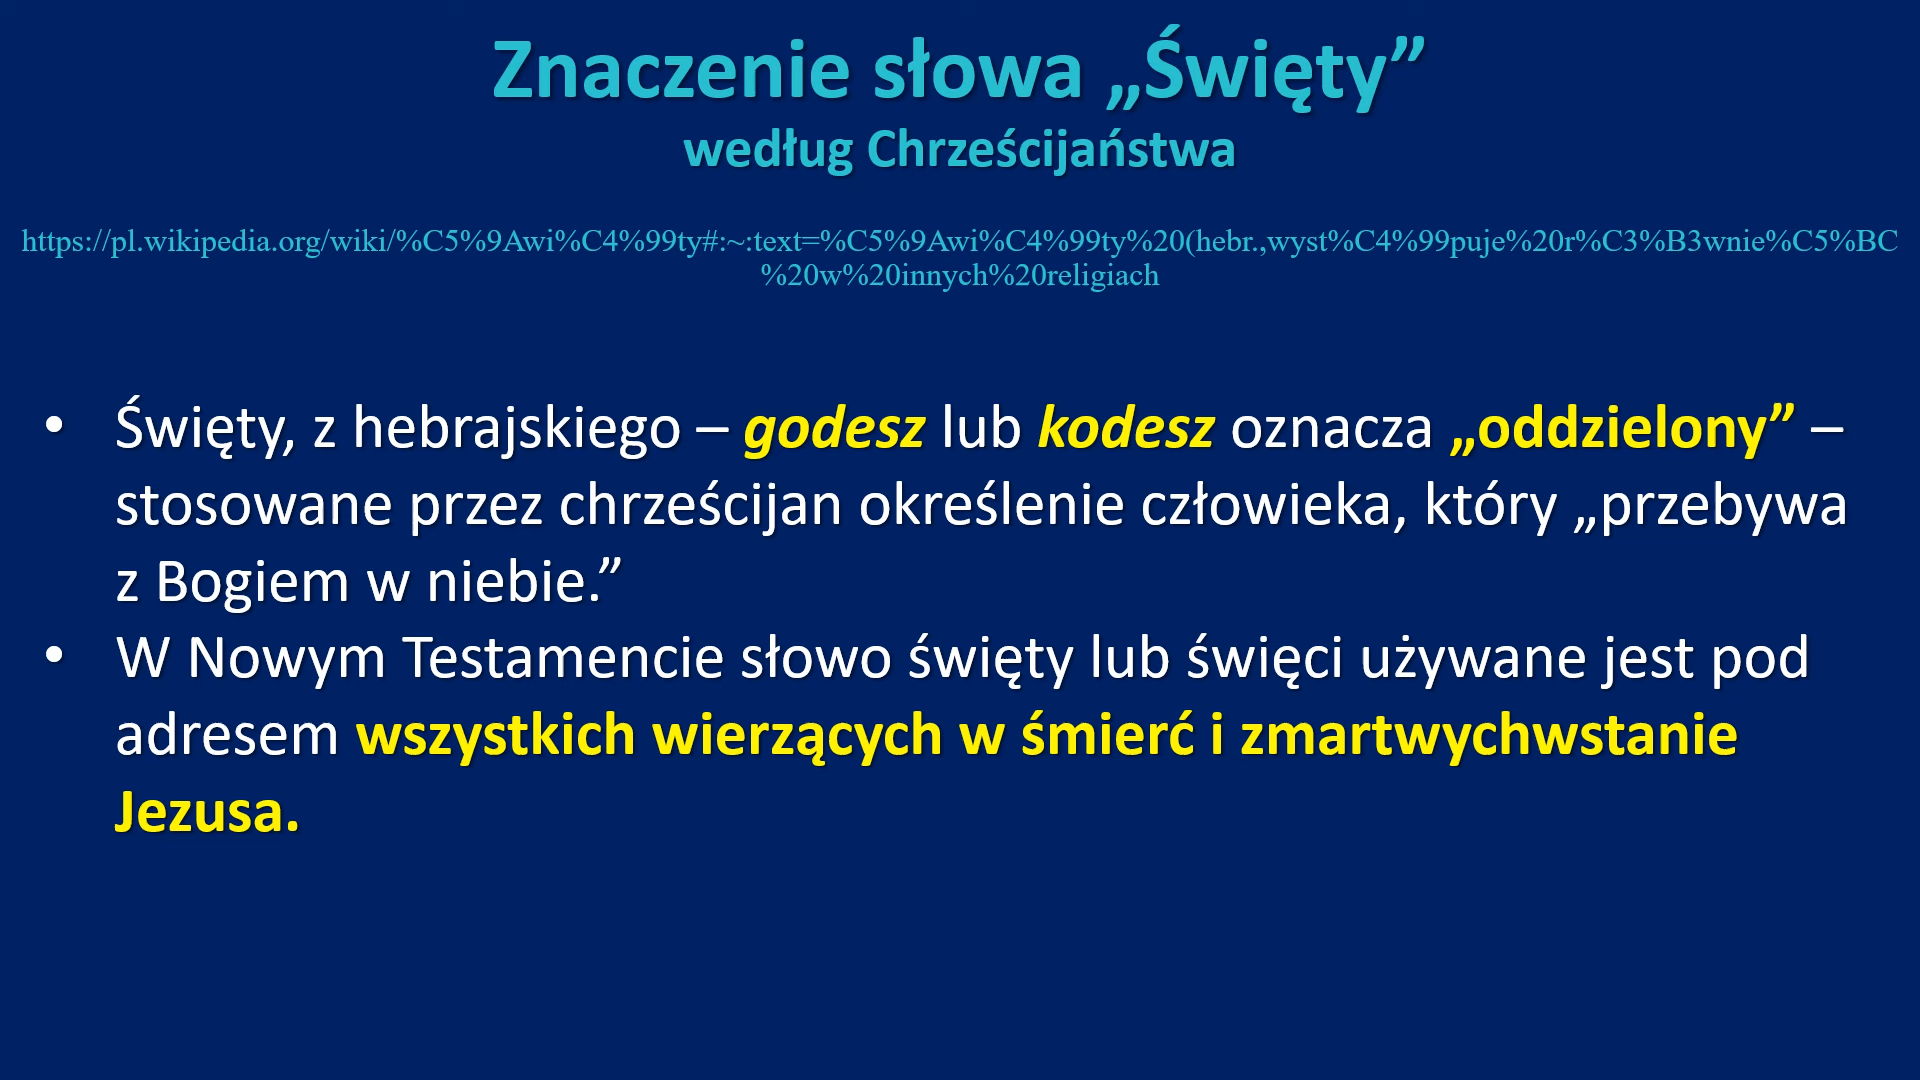 Znaczenie słowa „Święty”
według Chrześcijaństwa
https://pl.wikipedia.org/wiki/%C5%9Awi%C4%99ty#:~:text=%C5%9Awi%C4%99ty%20(hebr.,wyst%C4%99puje%20r%C3%B3wnie%C5%BC
%20w%20innych%20religiach
• Święty, z hebrajskiego – godesz lub kodesz oznacza „oddzielony” –
stosowane przez chrześcijan określenie człowieka, który „przebywa
z Bogiem w niebie.”
• W Nowym Testamencie słowo święty lub święci używane jest pod
adresem wszystkich wierzących w śmierć i zmartwychwstanie
Jezusa.